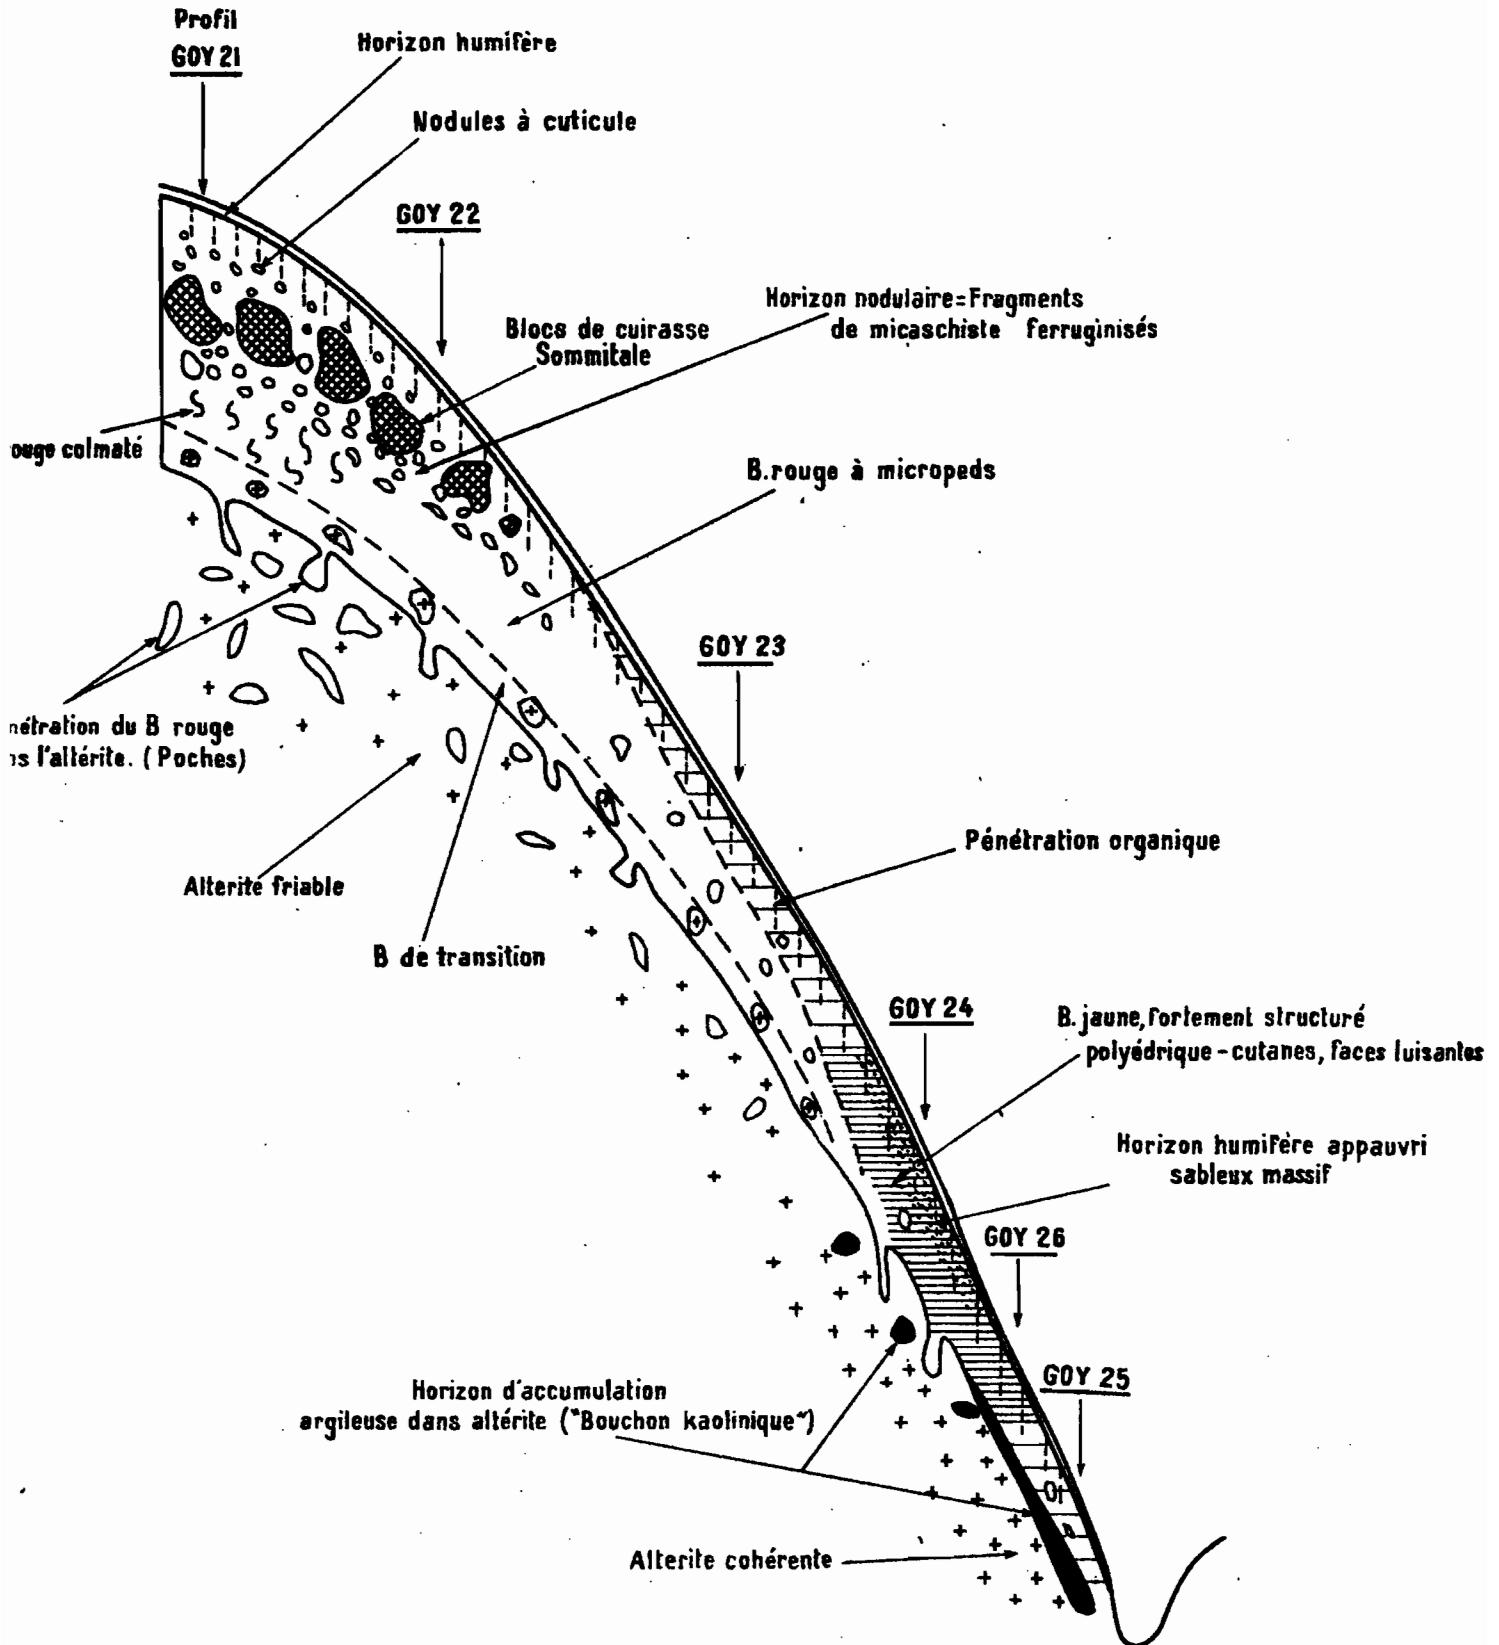 Profil
GOY 21
Horizon humifère
Nodules à cuticule
GOY 22
Horizon nodulaire=Fragments
de micaschiste ferruginisés
Blocs de cuirasse
Sommitale
ouge colmaté
B.rouge à micropeds
GOY 23
nétration du B rouge
ns l'altérite. (Poches)
Pénétration organique
Alterite friable
B de transition
GOY 24
B. jaune, fortement structuré
polyédrique-cutanes, faces luisantes
Horizon humifère appauvri
sableux massif
GOY 26
GOY 25
Horizon d'accumulation
argileuse dans altérite ("Bouchon kaolinique")
Alterite cohérente